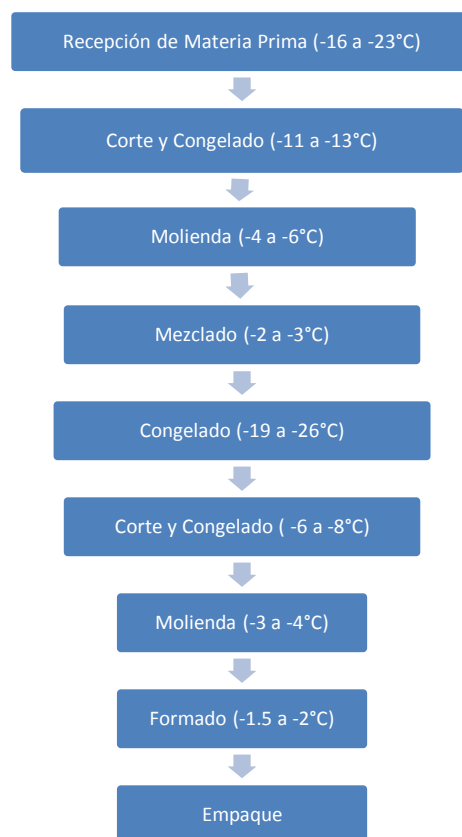 Recepción de Materia Prima (-16 a -23°C)
Corte y Congelado (-11 a -13°C)
Molienda (-4 a -6°C)
Mezclado (-2 a -3°C)
Congelado (-19 a -26°C)
Corte y Congelado ( -6 a -8°C)
Molienda (-3 a -4°C)
Formado (-1.5 a -2°C)
Empaque